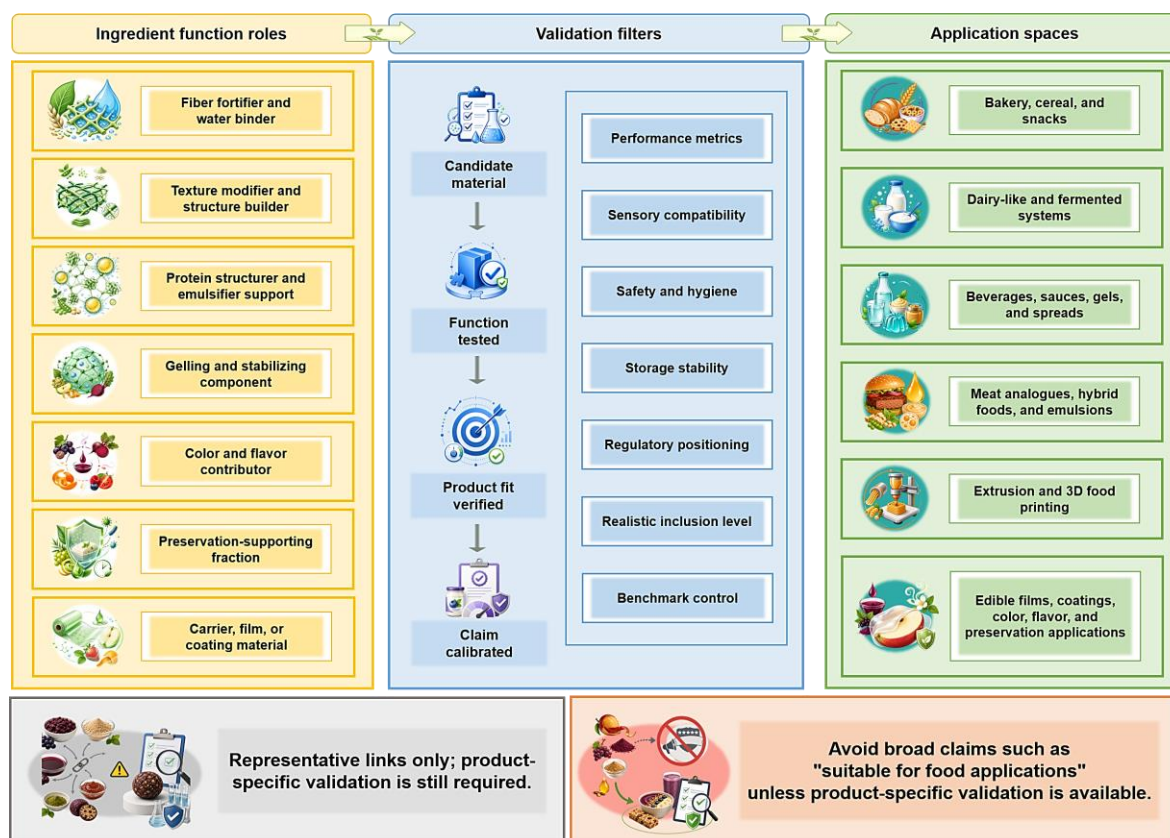 Ingredient function roles
Validation filters
Application spaces
Fiber fortifier and
water binder
Texture modifier and
structure builder
Protein structurer and
emulsifier support
Gelling and stabilizing
component
Color and flavor
contributor
Preservation-supporting
fraction
Carrier, film, or
coating material
Candidate
material
Function
tested
Product fit
verified
Claim
calibrated
Performance metrics
Sensory compatibility
Safety and hygiene
Storage stability
Regulatory positioning
Realistic inclusion level
Benchmark control
Bakery, cereal, and
snacks
Dairy-like and fermented
systems
Beverages, sauces, gels,
and spreads
Meat analogues, hybrid
foods, and emulsions
Extrusion and 3D food
printing
Edible films, coatings,
color, flavor, and
preservation applications
Representative links only; product-
specific validation is still required.
Avoid broad claims such as
"suitable for food applications"
unless product-specific validation is available.